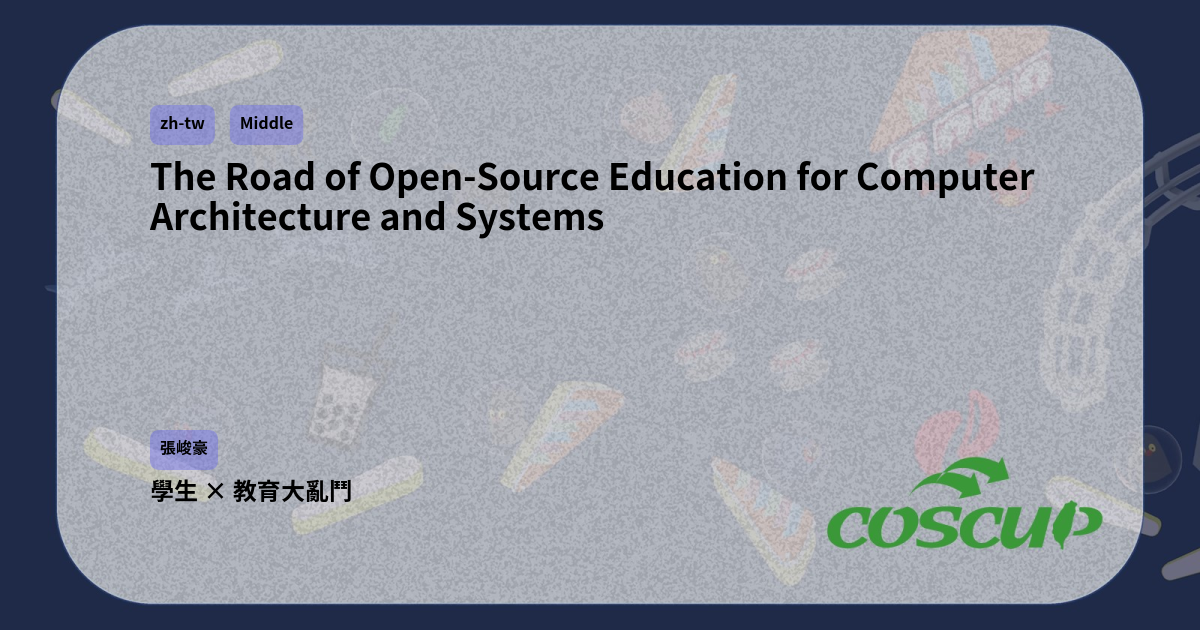 zh-tw Middle
The Road of Open-Source Education for Computer
Architecture and Systems
張峻豪
學生 × 教育大亂鬥
COSCUP